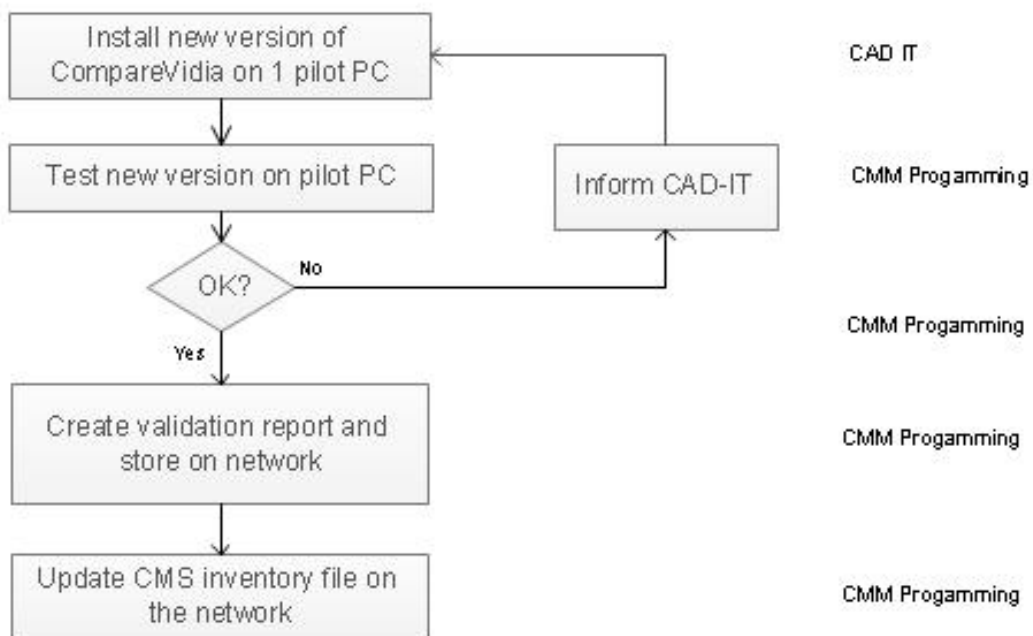 Install new version of
CompareVidia on 1 pilot PC
CAD IT
Test new version on pilot PC
Inform CAD-IT
CMM Progamming
OK?
No
CMM Progamming
Yes
Create validation report and
store on network
CMM Progamming
Update CMS inventory file on
the network
CMM Progamming